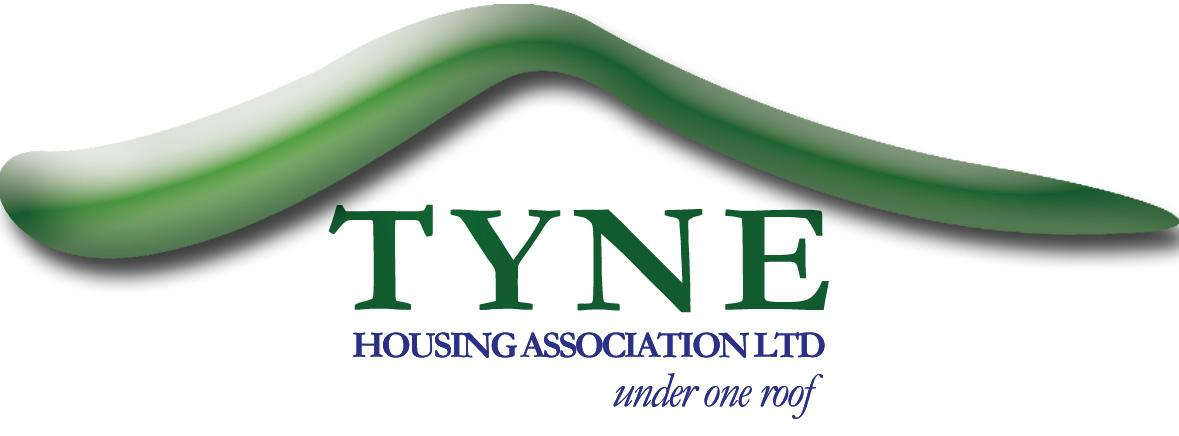 TYNE
HOUSING ASSOCIATION LTD
under one roof